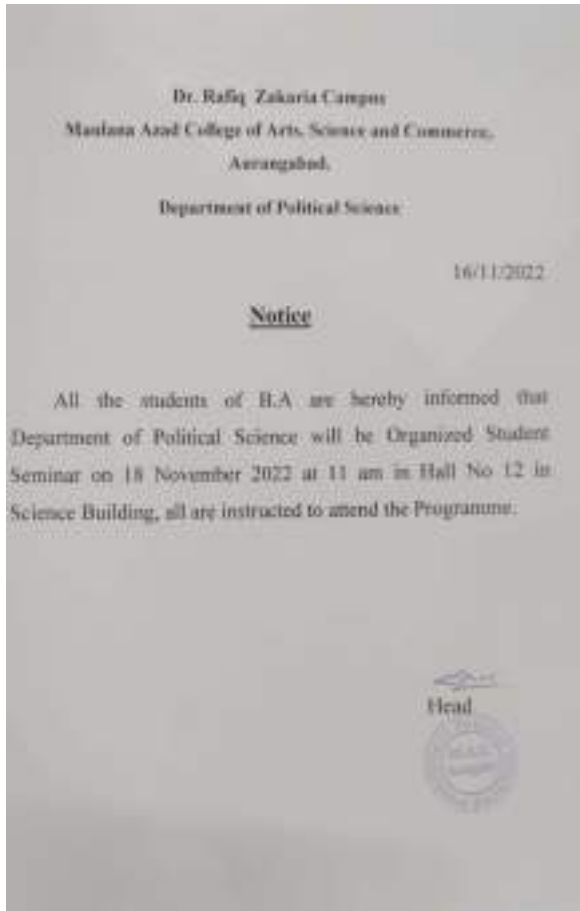 Dr. Rafiq Zakaria Campus
Maulana Azad College of Arts, Science and Commerce,
Aurangabad.
Department of Political Science
16/11/2022
Notice
All the students of B.A are hereby informed that
Department of Political Science will be Organized Student
Seminar on 18 November 2022 at 11 am in Hall No 12 in
Science Building, all are instructed to attend the Programme.
Head